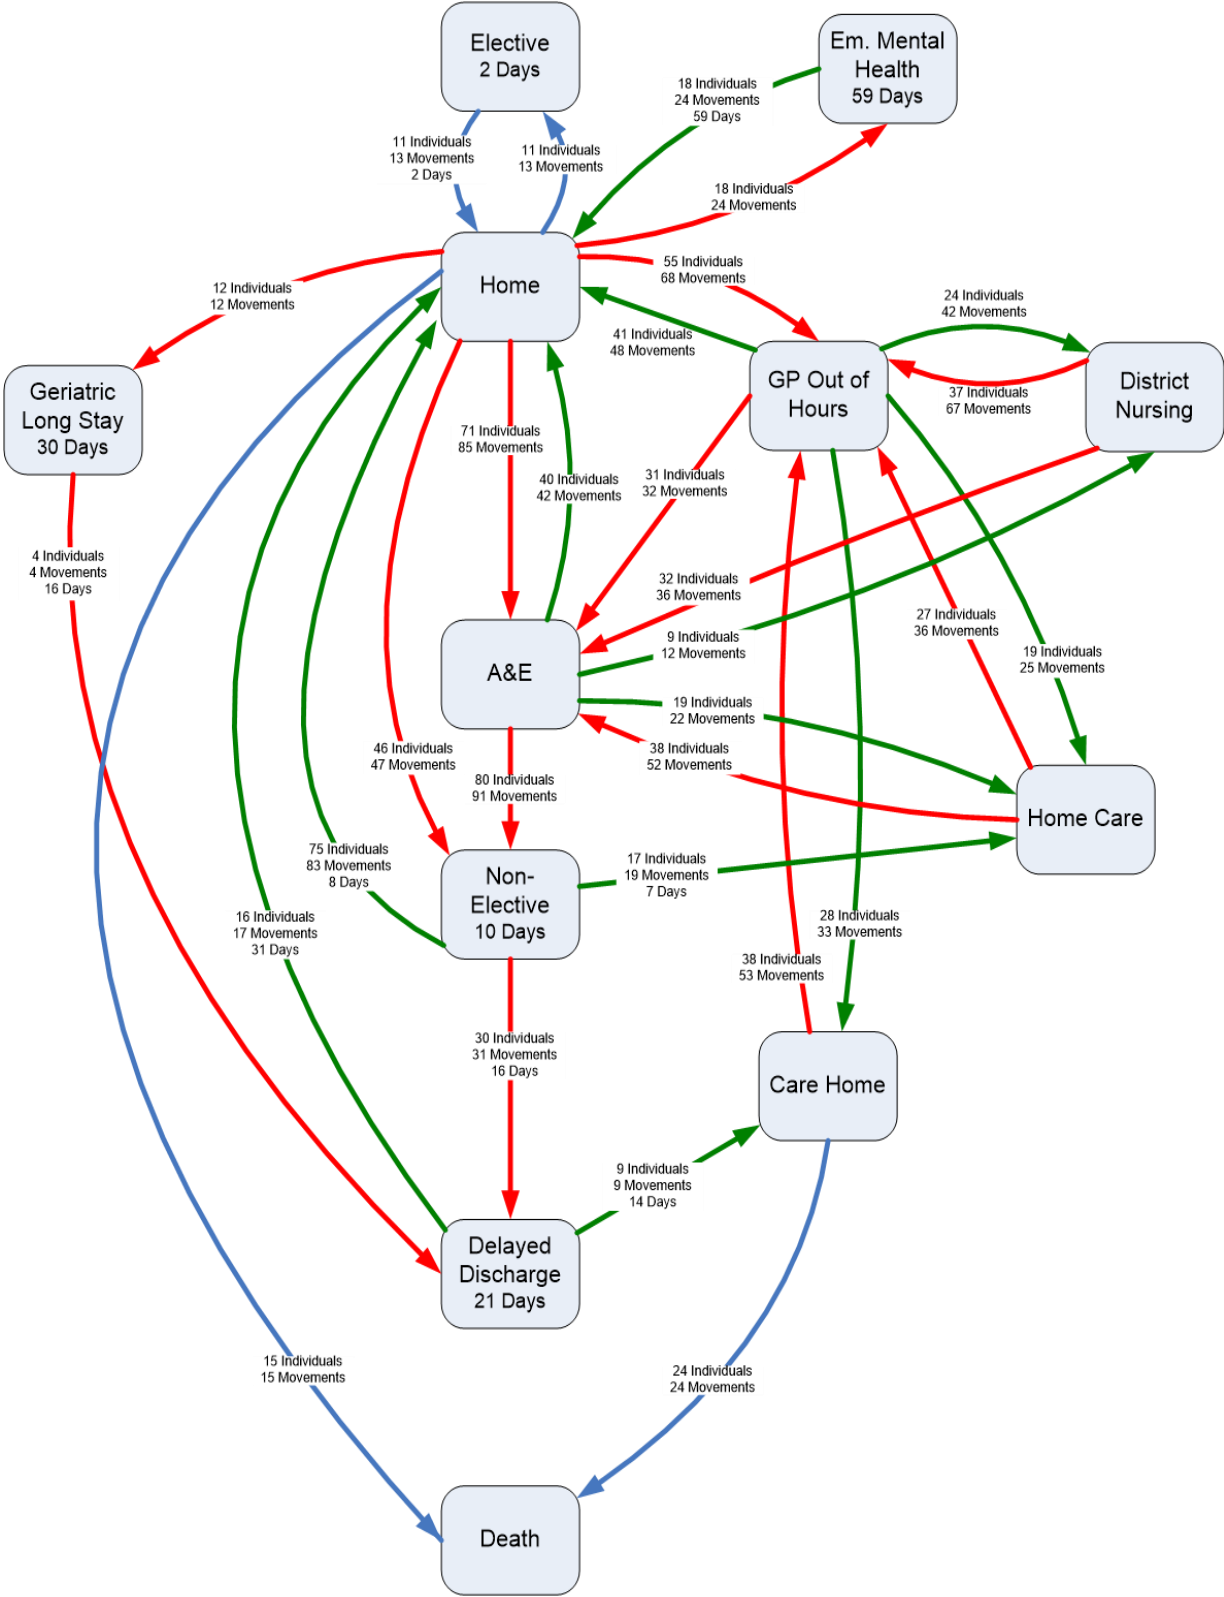 Elective
2 Days
Em. Mental
Health
59 Days
18 Individuals
24 Movements
59 Days
11 Individuals
13 Movements
2 Days
11 Individuals
13 Movements
18 Individuals
24 Movements
Home
55 Individuals
68 Movements
12 Individuals
12 Movements
24 Individuals
42 Movements
41 Individuals
48 Movements
Geriatric
Long Stay
30 Days
GP Out of
Hours
District
Nursing
37 Individuals
67 Movements
71 Individuals
85 Movements
40 Individuals
42 Movements
31 Individuals
32 Movements
4 Individuals
4 Movements
16 Days
32 Individuals
36 Movements
27 Individuals
36 Movements
9 Individuals
12 Movements
19 Individuals
25 Movements
A&E
19 Individuals
22 Movements
46 Individuals
47 Movements
38 Individuals
52 Movements
80 Individuals
91 Movements
Home Care
75 Individuals
83 Movements
8 Days
17 Individuals
19 Movements
7 Days
Non-
Elective
10 Days
16 Individuals
17 Movements
31 Days
28 Individuals
33 Movements
38 Individuals
53 Movements
30 Individuals
31 Movements
16 Days
Care Home
9 Individuals
9 Movements
14 Days
Delayed
Discharge
21 Days
15 Individuals
15 Movements
24 Individuals
24 Movements
Death